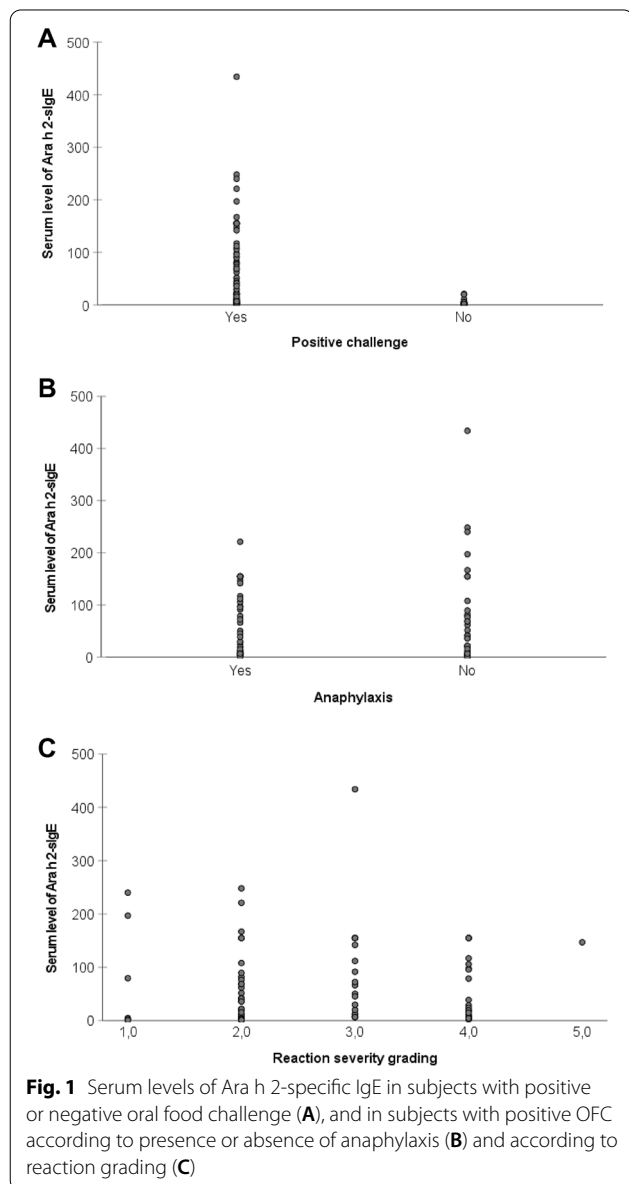 A
500
400
300
200
100
0
Serum level of Ara h 2-sIgE
Yes No
Positive challenge
B
500
400
300
200
100
0
Serum level of Ara h 2-sIgE
Yes No
Anaphylaxis
C
500
400
300
200
100
0
Serum level of Ara h 2-sIgE
1,0 2,0 3,0 4,0 5,0
Reaction severity grading
Fig. 1 Serum levels of Ara h 2-specific IgE in subjects with positive
or negative oral food challenge (A), and in subjects with positive OFC
according to presence or absence of anaphylaxis (B) and according to
reaction grading (C)